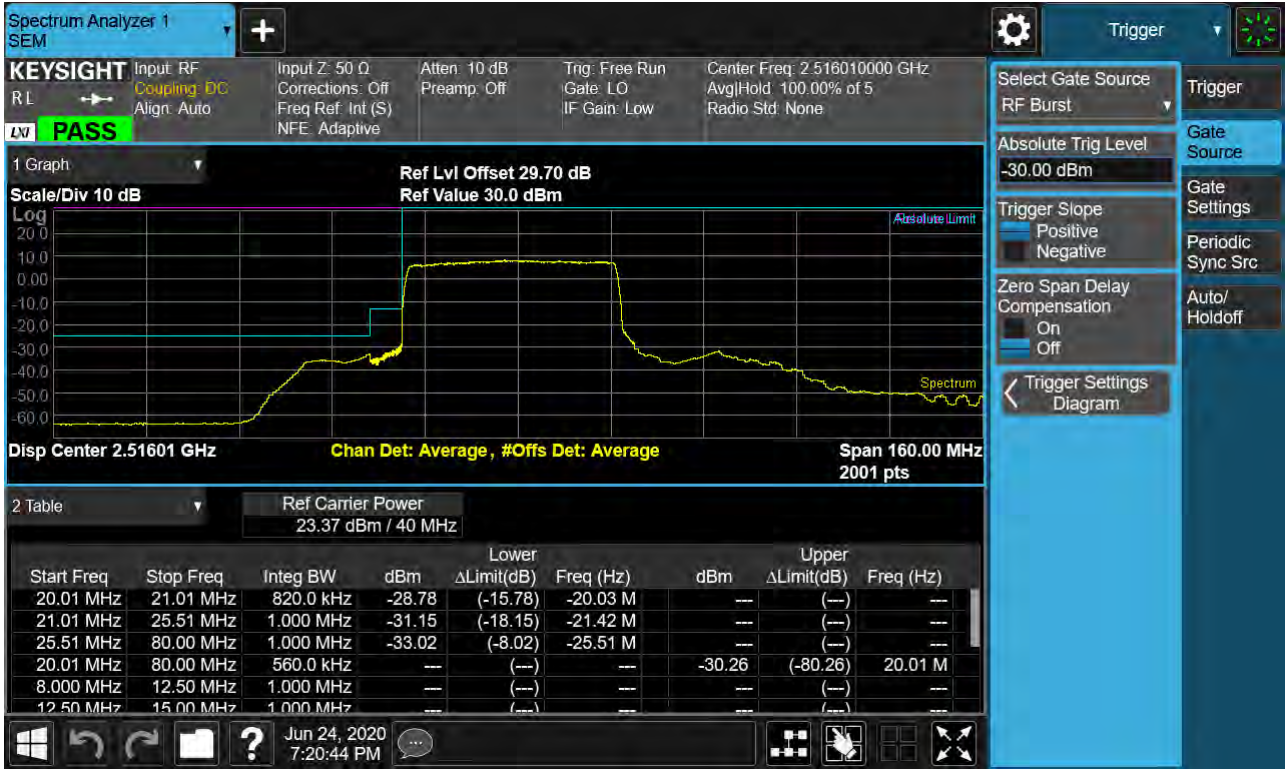 Spectrum Analyzer 1
SEM
Trigger
KEYSIGHT
Input: RF
Coupling: DC
Align: Auto
Input Z: 50 Ω
Corrections: Off
Freq Ref: Int (S)
NFE: Adaptive
Atten: 10 dB
Preamp: Off
Trig: Free Run
Gate: LO
IF Gain: Low
Center Freq: 2.516010000 GHz
Avg|Hold: 100.00% of 5
Radio Std: None
R L
LXI
PASS
1 Graph
Scale/Div 10 dB
Ref Lvl Offset 29.70 dB
Ref Value 30.0 dBm
Log
20.0
10.0
0.00
-10.0
-20.0
-30.0
-40.0
-50.0
-60.0
Limit
Spectrum
Disp Center 2.51601 GHz
Chan Det: Average, #Offs Det: Average
Span 160.00 MHz
2001 pts
2 Table
Ref Carrier Power
23.37 dBm / 40 MHz
Lower Upper
Start Freq Stop Freq Integ BW dBm ΔLimit(dB) Freq (Hz) dBm ΔLimit(dB) Freq (Hz)
20.01 MHz 21.01 MHz 820.0 kHz -28.78 (-15.78) -20.03 M --- (---) ---
21.01 MHz 25.51 MHz 1.000 MHz -31.15 (-18.15) -21.42 M --- (---) ---
25.51 MHz 80.00 MHz 1.000 MHz -33.02 (-8.02) -25.51 M --- (---) ---
20.01 MHz 80.00 MHz 560.0 kHz --- (---) --- -30.26 (-80.26) 20.01 M
8.000 MHz 12.50 MHz 1.000 MHz --- (---) --- --- (---) ---
12.50 MHz 15.00 MHz 1.000 MHz --- (---) --- --- (---) ---
Jun 24, 2020
7:20:44 PM
Select Gate Source
RF Burst
Absolute Trig Level
-30.00 dBm
Trigger Slope
Positive
Negative
Zero Span Delay
Compensation
On
Off
Trigger Settings
Diagram
Trigger
Gate
Source
Gate
Settings
Periodic
Sync Src
Auto/
Holdoff